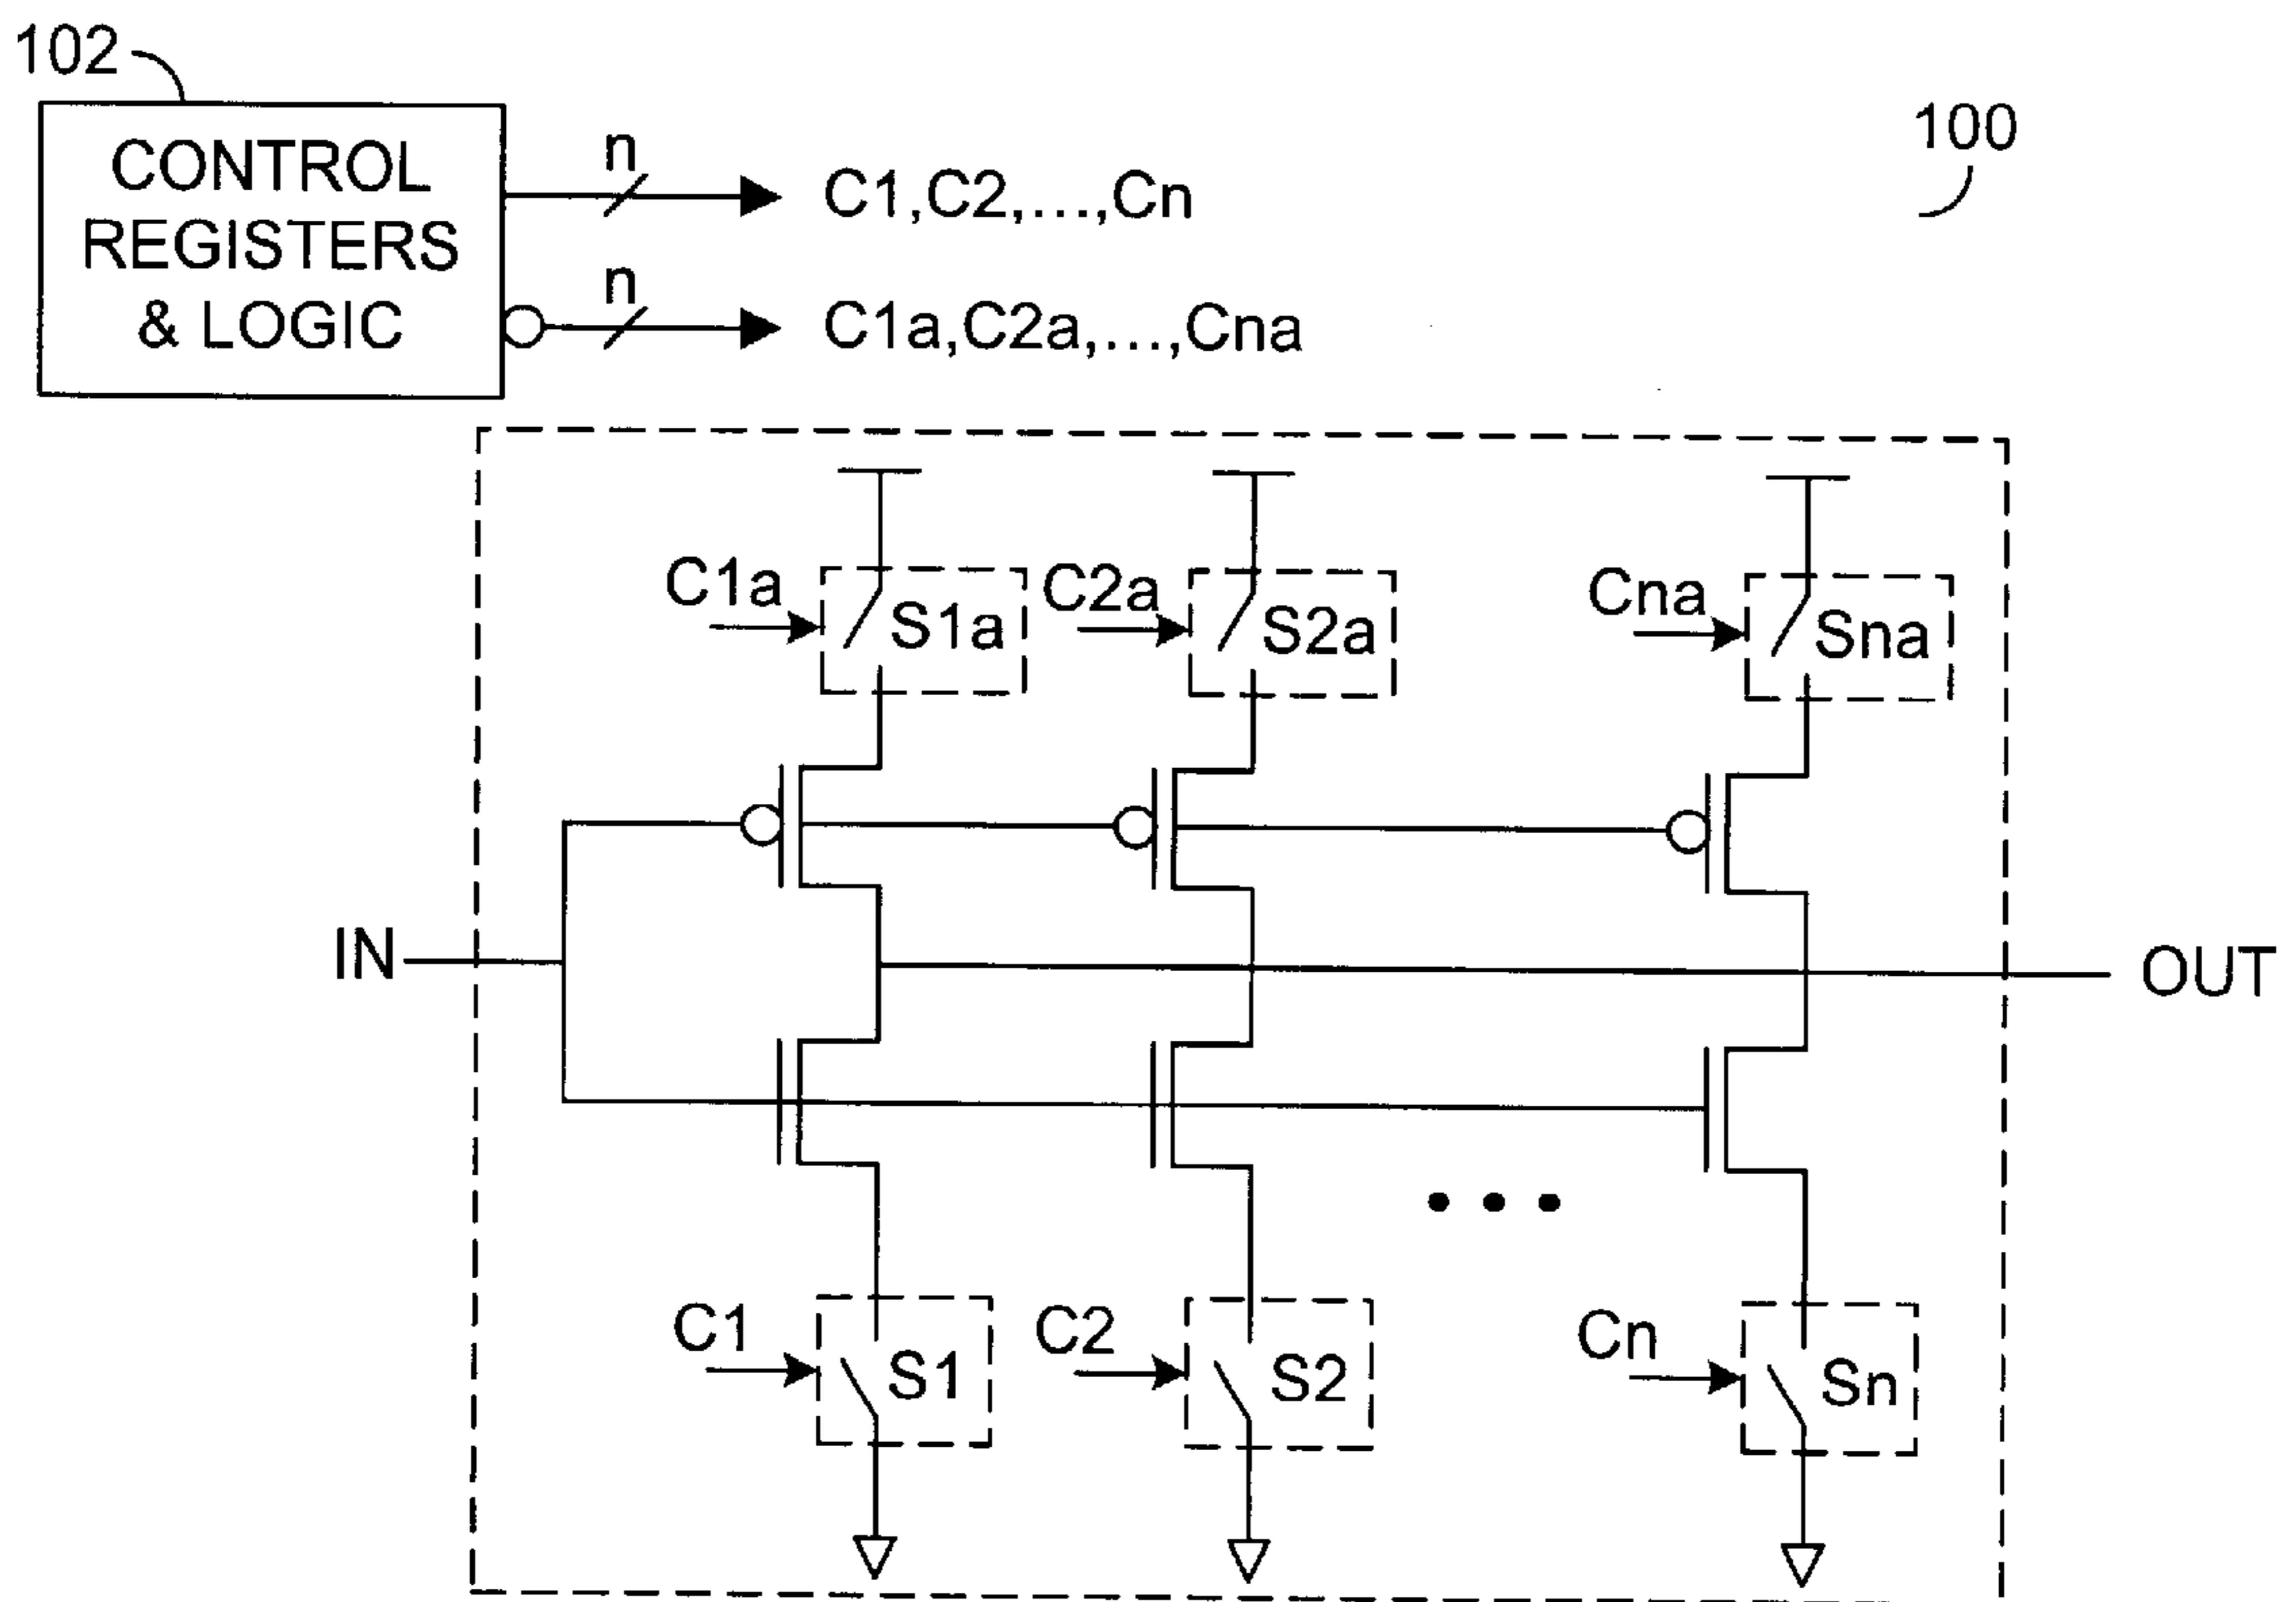 102
CONTROL
REGISTERS
& LOGIC
n
C1,C2,...,Cn
n
C1a,C2a,...,Cna
100
C1a
S1a
C2a
S2a
Cna
Sna
IN
OUT
C1
S1
C2
S2
Cn
Sn